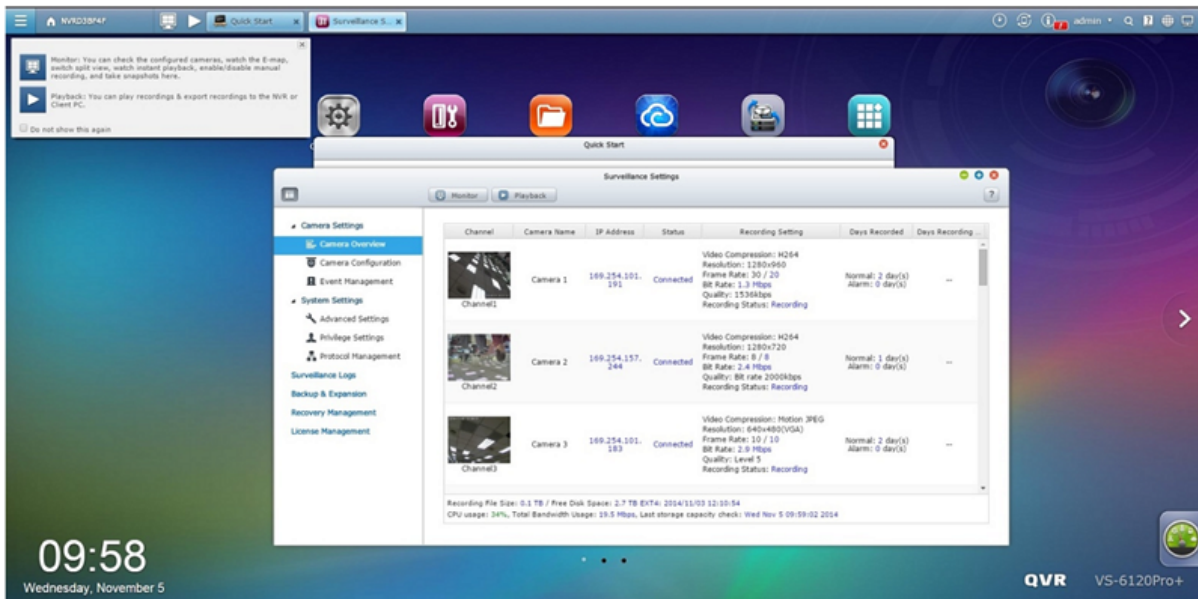 NVRD3BF4F
Quick Start
Surveillance S...
admin
Monitor: You can check the configured cameras, watch the E-map,
switch split view, watch instant playback, enable/disable manual
recording, and take snapshots here.
Playback: You can play recordings & export recordings to the NVR or
Client PC.
Do not show this again
Quick Start
Surveillance Settings
Monitor
Playback
?
Camera Settings
Camera Overview
Camera Configuration
Event Management
System Settings
Advanced Settings
Privilege Settings
Protocol Management
Surveillance Logs
Backup & Expansion
Recovery Management
License Management
Channel Camera Name IP Address Status Recording Setting Days Recorded Days Recording ...
Channel1
Camera 1
169.254.101.
191
Connected
Video Compression: H264
Resolution: 1280x960
Frame Rate: 30 / 20
Bit Rate: 1.3 Mbps
Quality: 1536kbps
Recording Status: Recording
Normal: 2 day(s)
Alarm: 0 day(s)
--
Channel2
Camera 2
169.254.157.
244
Connected
Video Compression: H264
Resolution: 1280x720
Frame Rate: 8 / 8
Bit Rate: 2.4 Mbps
Quality: Bit rate 2000kbps
Recording Status: Recording
Normal: 1 day(s)
Alarm: 0 day(s)
--
Channel3
Camera 3
169.254.101.
183
Connected
Video Compression: Motion JPEG
Resolution: 640x480(VGA)
Frame Rate: 10 / 10
Bit Rate: 2.9 Mbps
Quality: Level 5
Recording Status: Recording
Normal: 2 day(s)
Alarm: 0 day(s)
--
Recording File Size: 0.1 TB / Free Disk Space: 2.7 TB EXT4: 2014/11/03 12:10:54
CPU usage: 34%, Total Bandwidth Usage: 19.5 Mbps, Last storage capacity check: Wed Nov 5 09:59:02 2014
09:58
Wednesday, November 5
QVR VS-6120Pro+